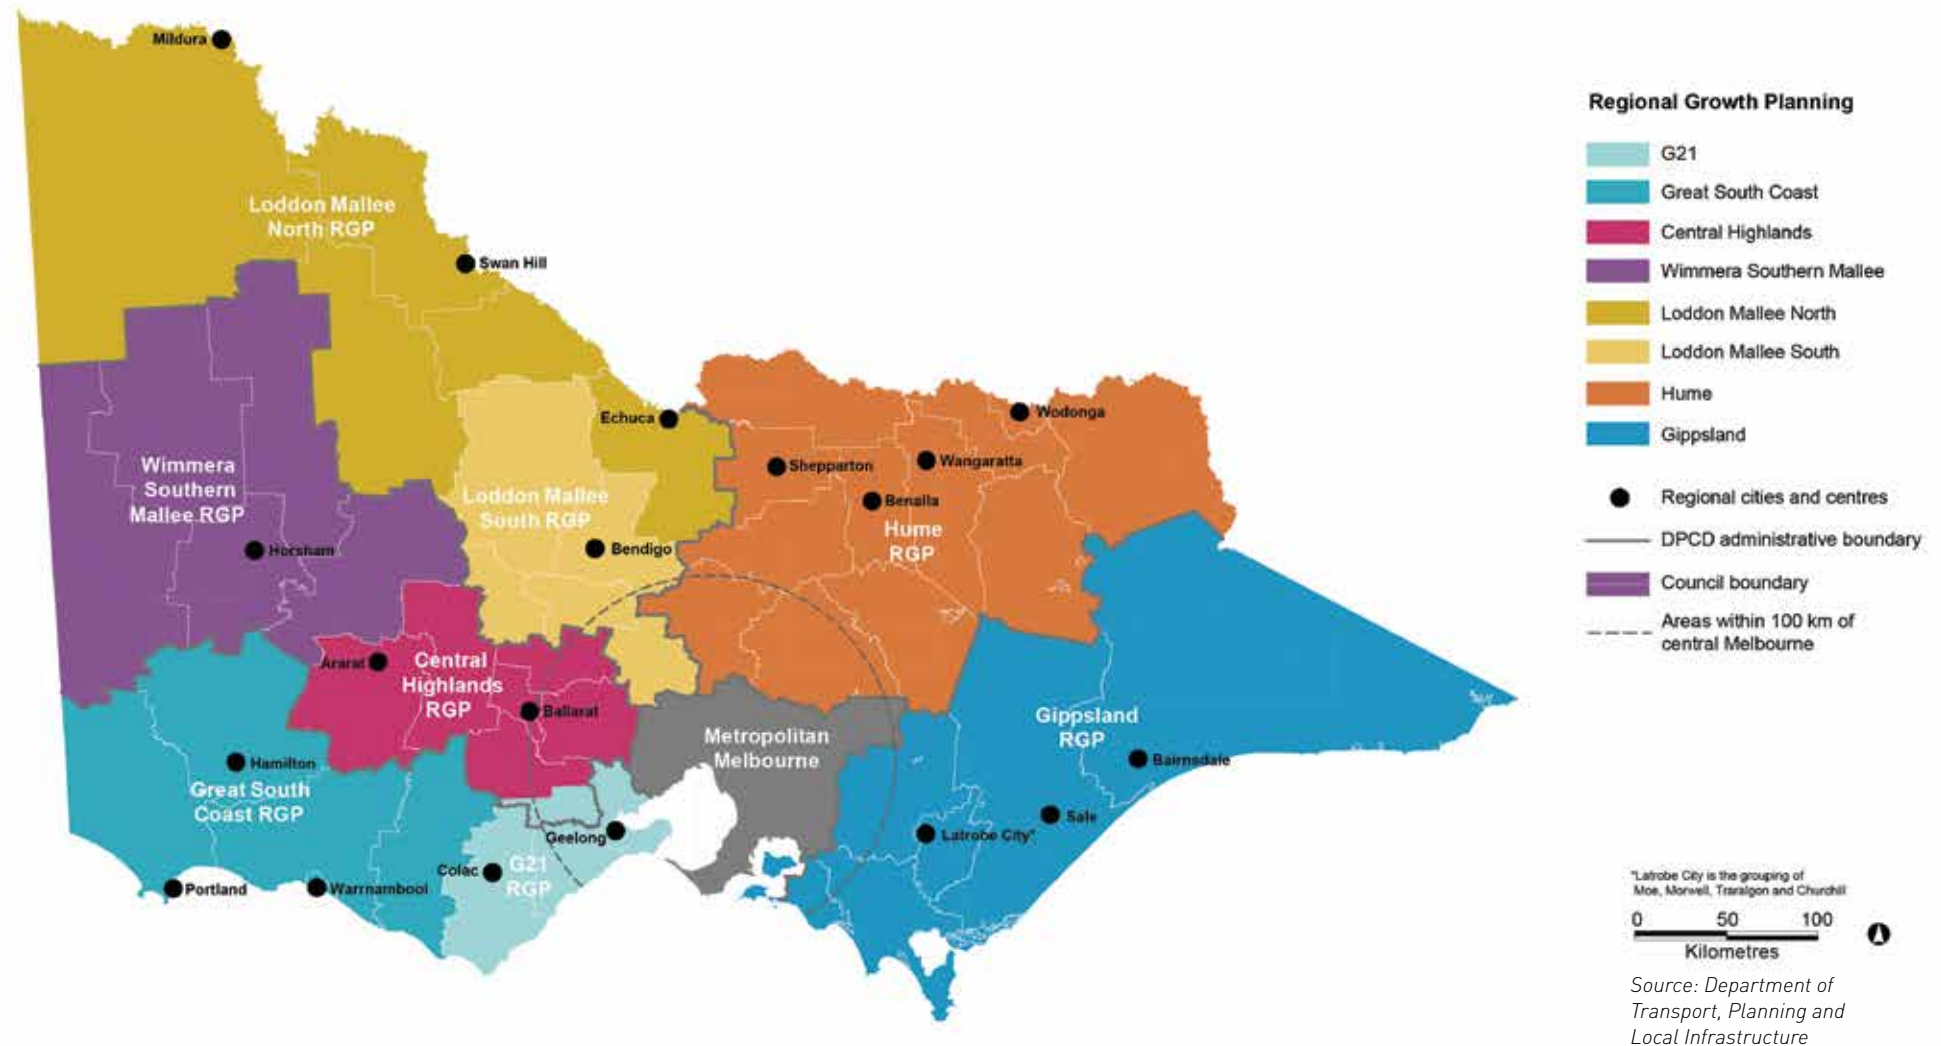 Mildura
Loddon Mallee
North RGP
Swan Hill
Echuca
Wodonga
Shepparton
Wangaratta
Benalla
Hume
RGP
Wimmera
Southern
Mallee RGP
Loddon Mallee
South RGP
Horsham
Bendigo
Ararat
Central
Highlands
RGP
Ballarat
Metropolitan
Melbourne
Gippsland
RGP
Bairnsdale
Hamilton
Great South
Coast RGP
Geelong
Latrobe City*
Sale
Colac
G21
RGP
Portland
Warrnambool
Regional Growth Planning
G21
Great South Coast
Central Highlands
Wimmera Southern Mallee
Loddon Mallee North
Loddon Mallee South
Hume
Gippsland
Regional cities and centres
DPCD administrative boundary
Council boundary
Areas within 100 km of
central Melbourne
*Latrobe City is the grouping of
Moe, Morwell, Traralgon and Churchill
0 50 100
Kilometres
Source: Department of
Transport, Planning and
Local Infrastructure